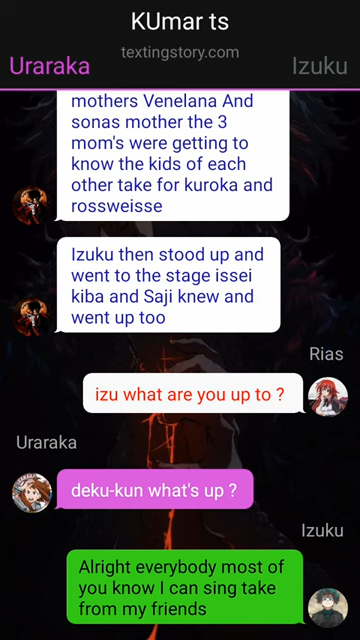 KUmar ts
textingstory.com
Uraraka
Izuku
mothers Venelana And
sonas mother the 3
mom's were getting to
know the kids of each
other take for kuroka and
rossweisse
Izuku then stood up and
went to the stage issei
kiba and Saji knew and
went up too
Rias
izu what are you up to ?
Uraraka
deku-kun what's up ?
Izuku
Alright everybody most of
you know I can sing take
from my friends